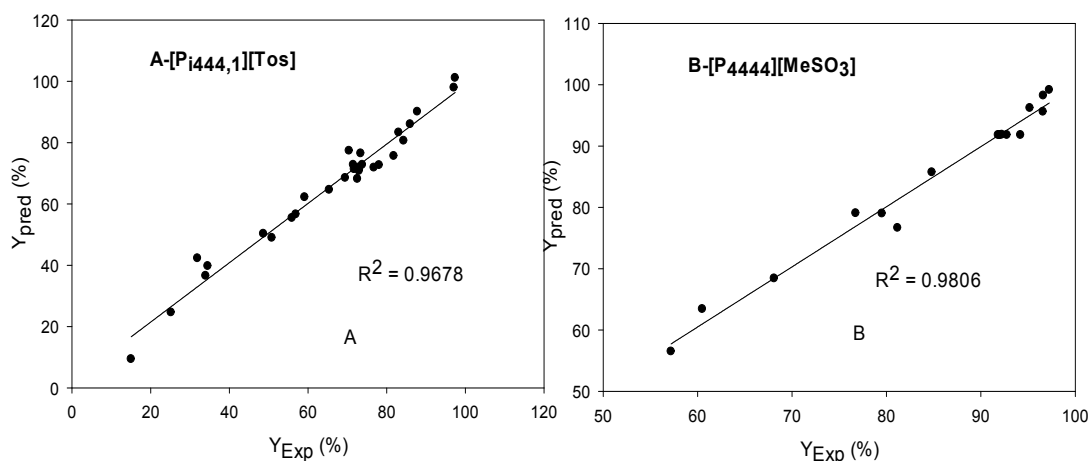 A-[Pi444,1][Tos]
Ypred (%)
120
100
80
60
40
20
0
R2 = 0.9678
A
0 20 40 60 80 100 120
YExp (%)
B-[P4444][MeSO3]
Ypred (%)
110
100
90
80
70
60
50
R2 = 0.9806
B
50 60 70 80 90 100
YExp (%)